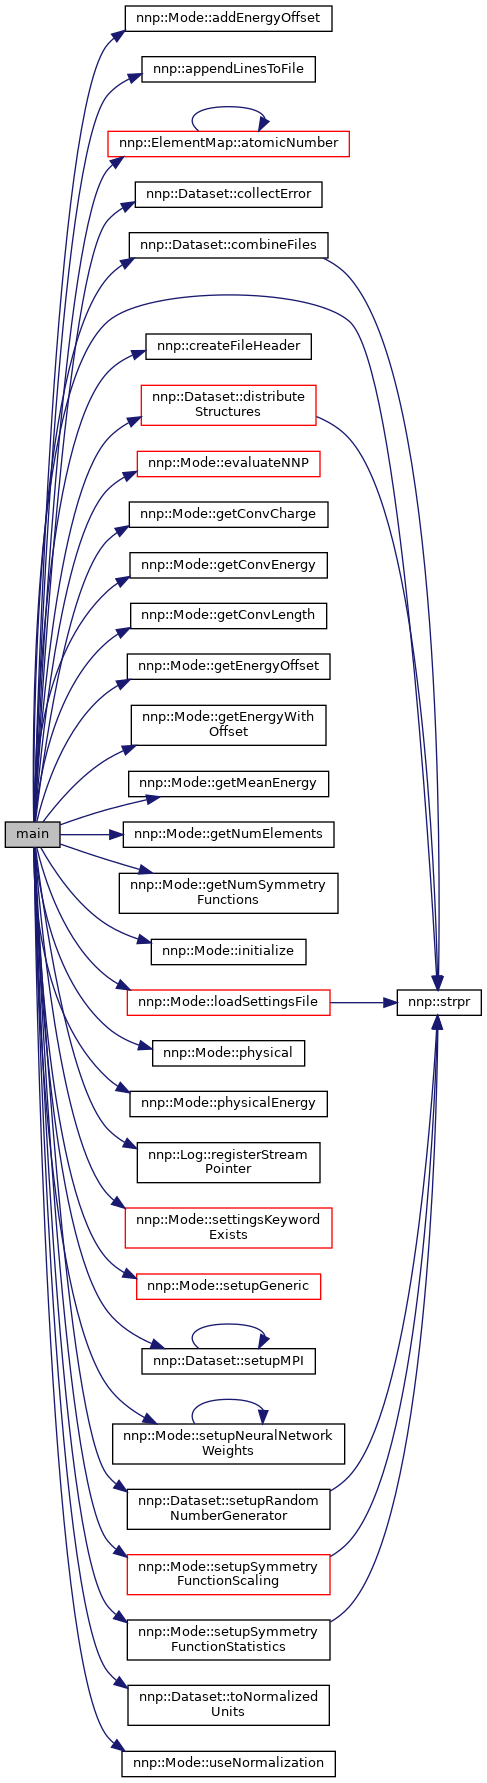 nnp::Mode::addEnergyOffset
nnp::appendLinesToFile
nnp::ElementMap::atomicNumber
nnp::Dataset::collectError
nnp::Dataset::combineFiles
nnp::createFileHeader
nnp::Dataset::distribute
Structures
nnp::Mode::evaluateNNP
nnp::Mode::getConvCharge
nnp::Mode::getConvEnergy
nnp::Mode::getConvLength
nnp::Mode::getEnergyOffset
nnp::Mode::getEnergyWith
Offset
nnp::Mode::getMeanEnergy
main
nnp::Mode::getNumElements
nnp::Mode::getNumSymmetry
Functions
nnp::Mode::initialize
nnp::Mode::loadSettingsFile
nnp::strpr
nnp::Mode::physical
nnp::Mode::physicalEnergy
nnp::Log::registerStream
Pointer
nnp::Mode::settingsKeyword
Exists
nnp::Mode::setupGeneric
nnp::Dataset::setupMPI
nnp::Mode::setupNeuralNetwork
Weights
nnp::Dataset::setupRandom
NumberGenerator
nnp::Mode::setupSymmetry
FunctionScaling
nnp::Mode::setupSymmetry
FunctionStatistics
nnp::Dataset::toNormalized
Units
nnp::Mode::useNormalization